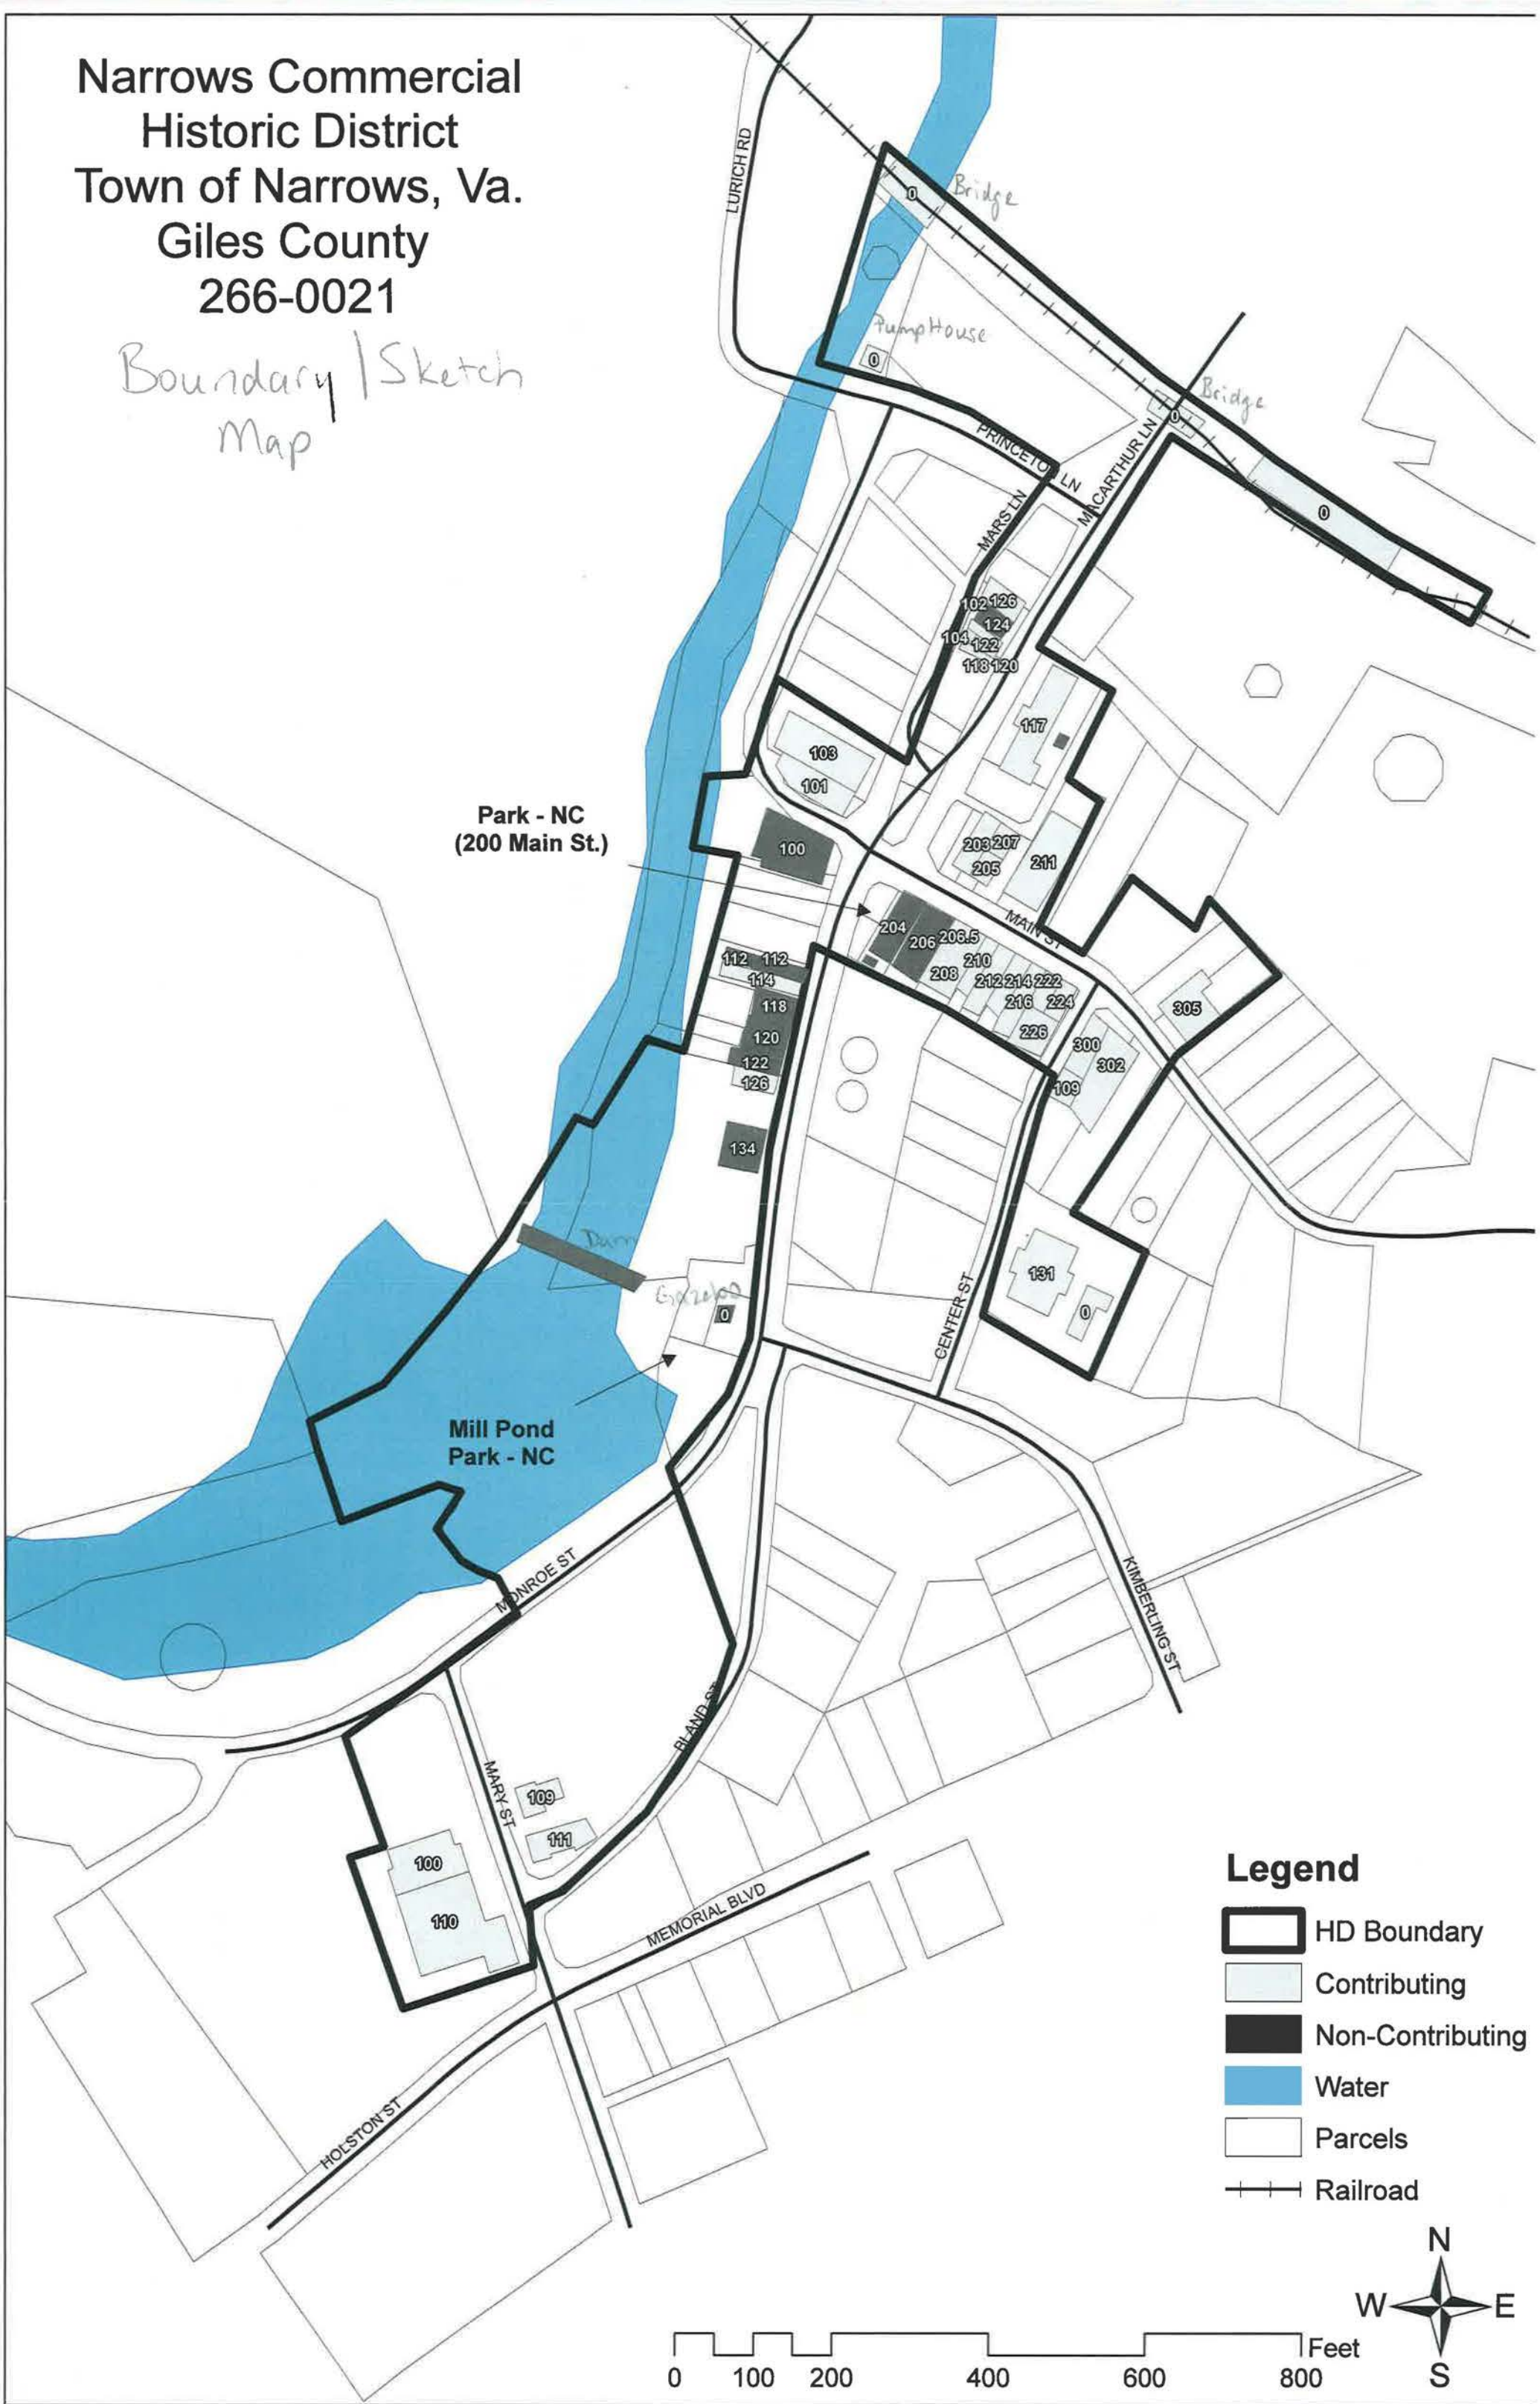 Narrows Commercial
Historic District
Town of Narrows, Va.
Giles County
266-0021
Boundary / Sketch
Map
LURICH RD
0
Bridge
Pump House
0
Bridge
0
PRINCETON LN
MACARTHUR LN
MARS LN
0
102 126
124
104 122
118 120
117
103
101
Park - NC
(200 Main St.)
100
203 207
205
211
MAIN ST
204
206
206.5
208
210
212 214 222
216
224
226
112 112
114
118
120
122
126
134
305
300
302
109
Dam
Gazebo
0
131
0
CENTER ST
Mill Pond
Park - NC
MONROE ST
KIMBERLING ST
BLAND ST
MARY ST
109
111
100
110
MEMORIAL BLVD
HOLSTON ST
Legend
HD Boundary
Contributing
Non-Contributing
Water
Parcels
Railroad
N
W E
S
Feet
0 100 200 400 600 800